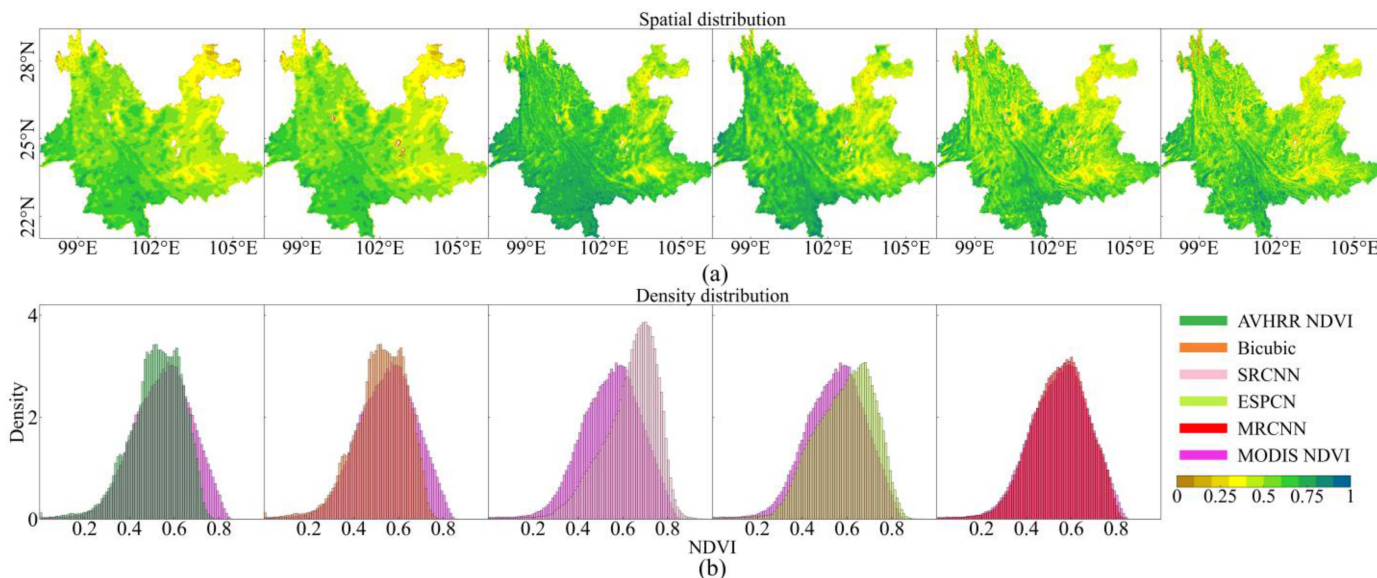 Spatial distribution
28°N
25°N
22°N
99°E 102°E 105°E 99°E 102°E 105°E 99°E 102°E 105°E 99°E 102°E 105°E 99°E 102°E 105°E 99°E 102°E 105°E
(a)
Density distribution
4
2
0
Density
0.2 0.4 0.6 0.8 0.2 0.4 0.6 0.8 0.2 0.4 0.6 0.8 0.2 0.4 0.6 0.8 0.2 0.4 0.6 0.8
NDVI
(b)
AVHRR NDVI
Bicubic
SRCNN
ESPCN
MRCNN
MODIS NDVI
0 0.25 0.5 0.75 1